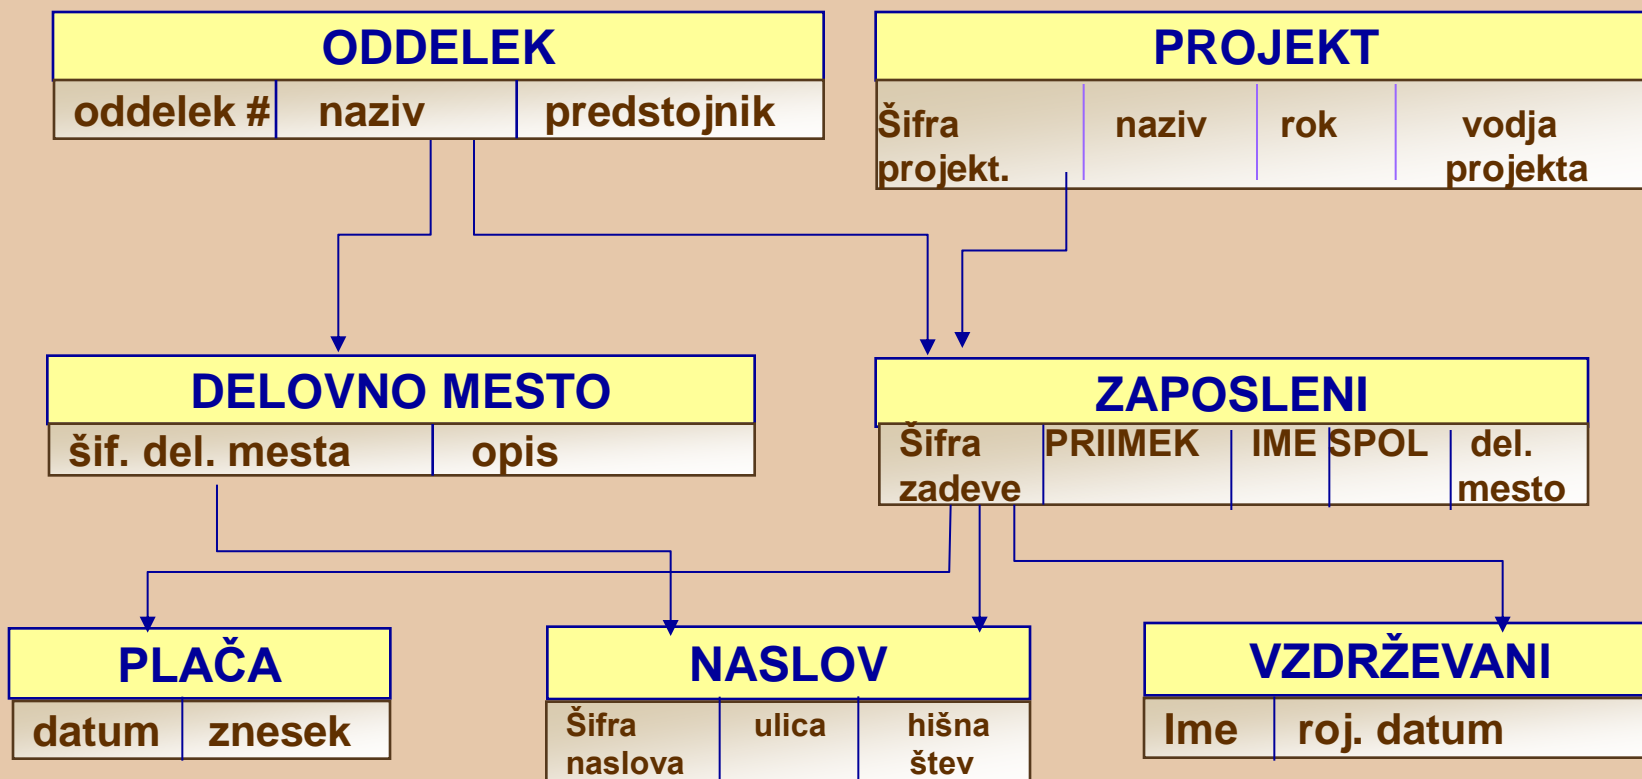 ODDELEK
oddelek # naziv predstojnik
PROJEKT
Šifra naziv rok vodja
projekt. projekta
DELOVNO MESTO
šif. del. mesta opis
ZAPOSLENI
Šifra PRIIMEK IME SPOL del.
zadeve mesto
PLAČA
datum znesek
NASLOV
Šifra ulica hišna
naslova štev
VZDRŽEVANI
Ime roj. datum